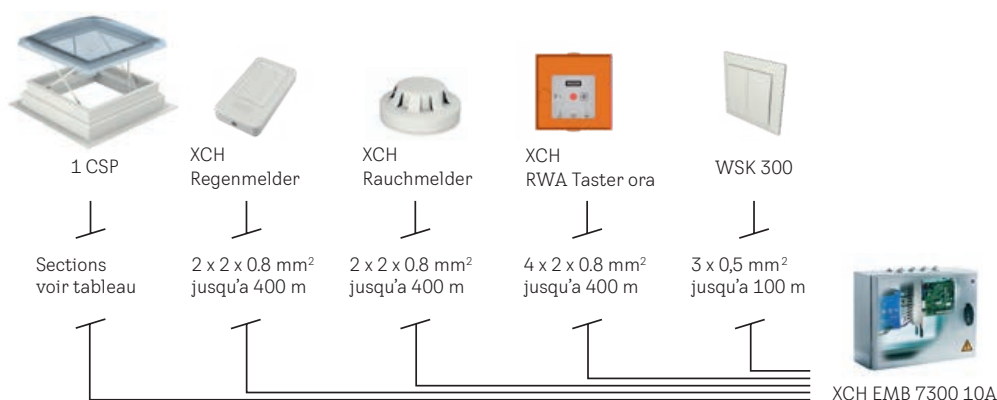 1 CSP
XCH
Regenmelder
XCH
Rauchmelder
XCH
RWA Taster ora
WSK 300
Sections
voir tableau
2 x 2 x 0.8 mm²
jusqu'a 400 m
2 x 2 x 0.8 mm²
jusqu'a 400 m
4 x 2 x 0.8 mm²
jusqu'a 400 m
3 x 0,5 mm²
jusqu'a 100 m
XCH EMB 7300 10A